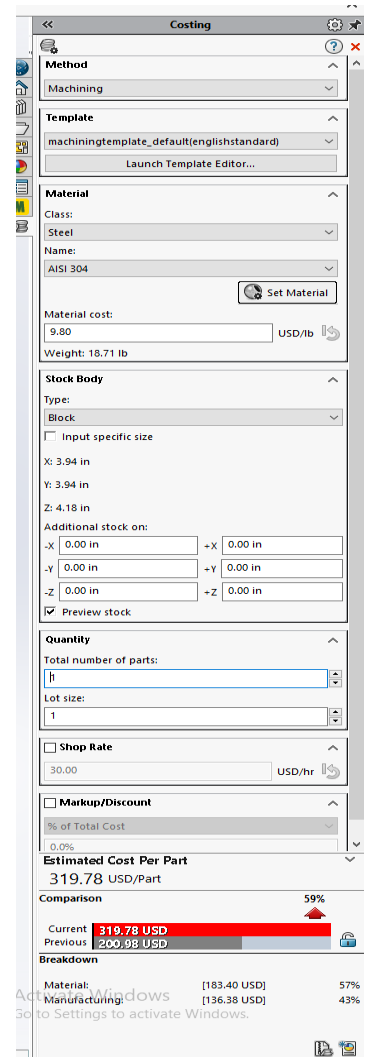 Costing
Method
Machining
Template
machiningtemplate_default(englishstandard)
Launch Template Editor...
Material
Class:
Steel
Name:
AISI 304
Set Material
Material cost:
9.80 USD/lb
Weight: 18.71 lb
Stock Body
Type:
Block
Input specific size
X: 3.94 in
Y: 3.94 in
Z: 4.18 in
Additional stock on:
-X 0.00 in +X 0.00 in
-Y 0.00 in +Y 0.00 in
-Z 0.00 in +Z 0.00 in
Preview stock
Quantity
Total number of parts:
1
Lot size:
1
Shop Rate
30.00 USD/hr
Markup/Discount
% of Total Cost
0.0%
Estimated Cost Per Part
319.78 USD/Part
Comparison 59%
Current 319.78 USD
Previous 200.98 USD
Breakdown
Material: [183.40 USD] 57%
Manufacturing: [136.38 USD] 43%
Activate Windows
Go to Settings to activate Windows.